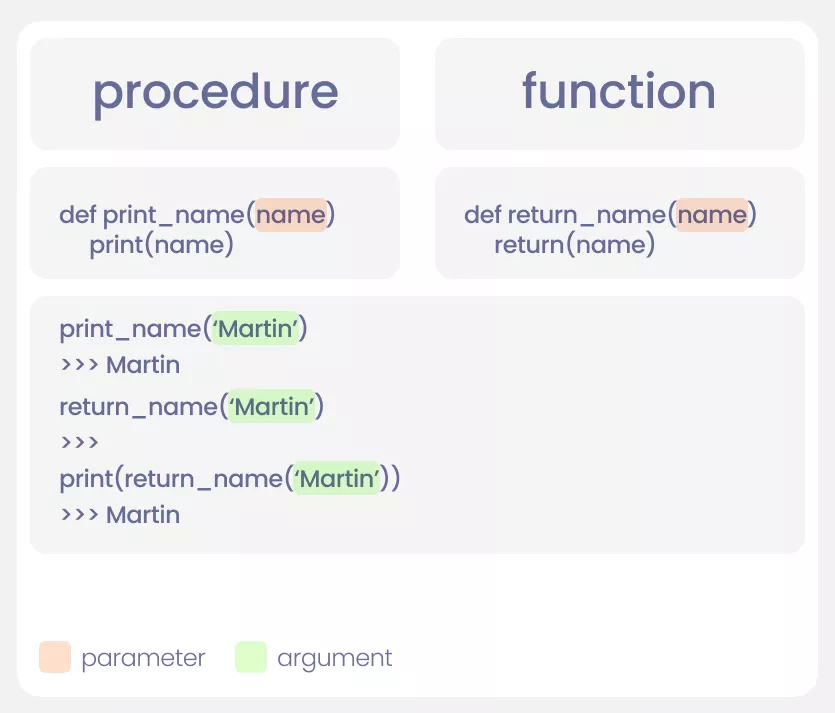 procedure
function
def print_name(name)
print(name)
def return_name(name)
return(name)
print_name(‘Martin’)
>>> Martin
return_name(‘Martin’)
>>>
print(return_name(‘Martin’))
>>> Martin
parameter
argument